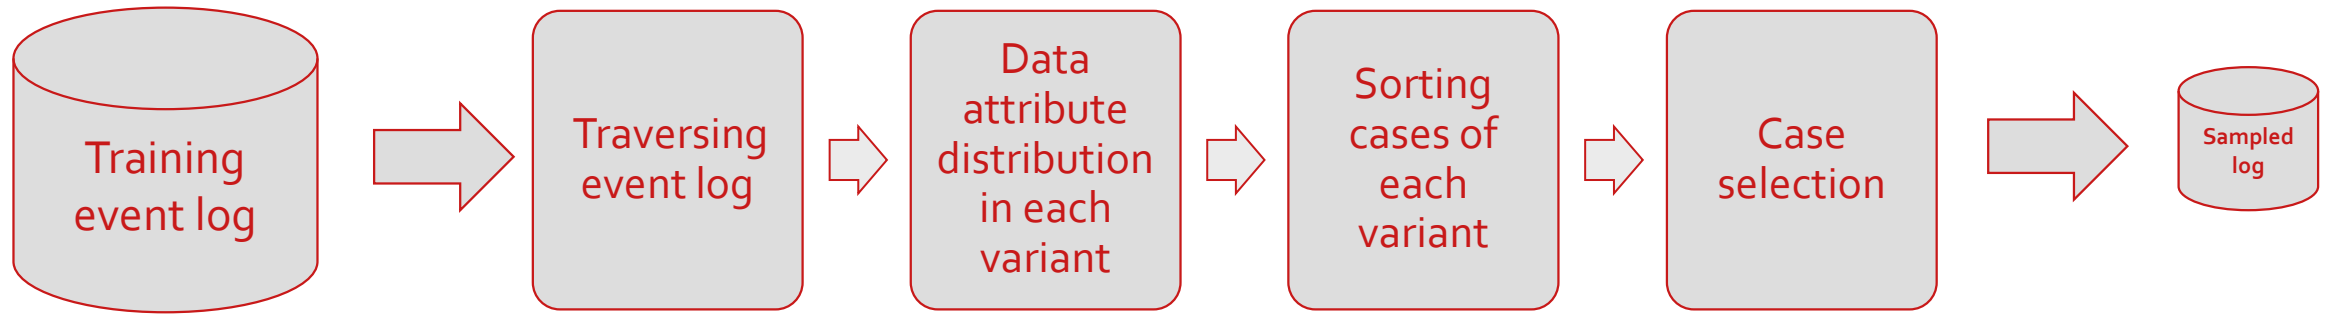 Training
event log
Traversing
event log
Data
attribute
distribution
in each
variant
Sorting
cases of
each
variant
Case
selection
Sampled
log